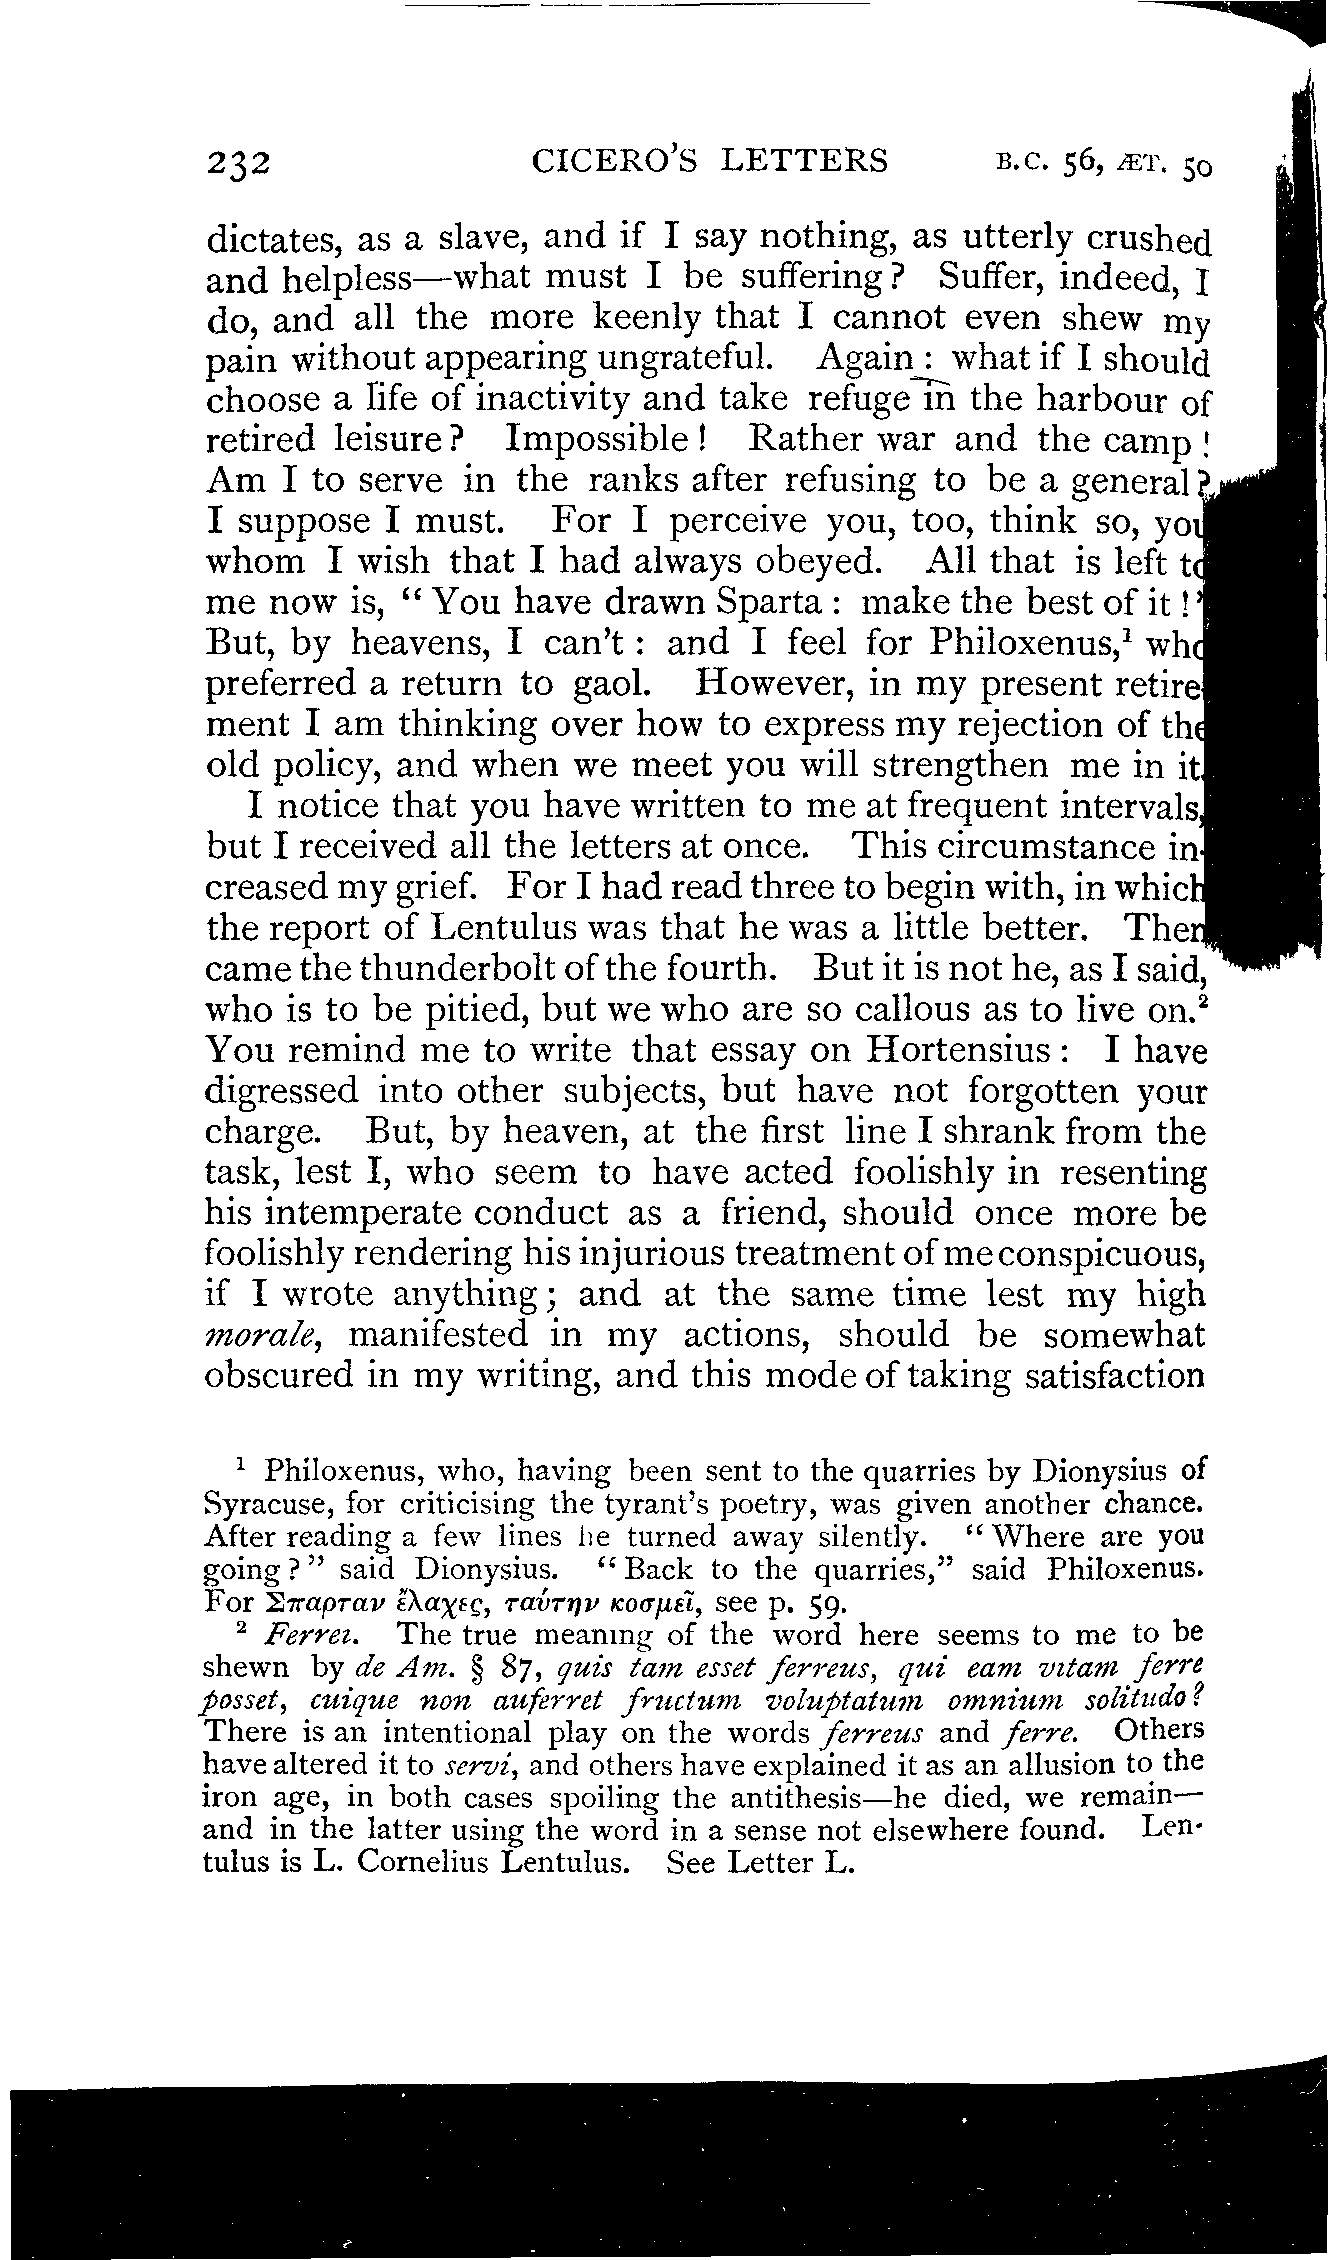 232 CICERO'S LETTERS B.C. 56, ÆT. 50
dictates, as a slave, and if I say nothing, as utterly crushed
and helpless—what must I be suffering? Suffer, indeed, I
do, and all the more keenly that I cannot even shew my
pain without appearing ungrateful. Again: what if I should
choose a life of inactivity and take refuge in the harbour of
retired leisure? Impossible! Rather war and the camp!
Am I to serve in the ranks after refusing to be a general?
I suppose I must. For I perceive you, too, think so, you
whom I wish that I had always obeyed. All that is left to
me now is, "You have drawn Sparta: make the best of it!"
But, by heavens, I can't: and I feel for Philoxenus,¹ who
preferred a return to gaol. However, in my present retire-
ment I am thinking over how to express my rejection of the
old policy, and when we meet you will strengthen me in it.
I notice that you have written to me at frequent intervals,
but I received all the letters at once. This circumstance in-
creased my grief. For I had read three to begin with, in which
the report of Lentulus was that he was a little better. Then
came the thunderbolt of the fourth. But it is not he, as I said,
who is to be pitied, but we who are so callous as to live on.²
You remind me to write that essay on Hortensius: I have
digressed into other subjects, but have not forgotten your
charge. But, by heaven, at the first line I shrank from the
task, lest I, who seem to have acted foolishly in resenting
his intemperate conduct as a friend, should once more be
foolishly rendering his injurious treatment of me conspicuous,
if I wrote anything; and at the same time lest my high
morale, manifested in my actions, should be somewhat
obscured in my writing, and this mode of taking satisfaction
¹ Philoxenus, who, having been sent to the quarries by Dionysius of
Syracuse, for criticising the tyrant's poetry, was given another chance.
After reading a few lines he turned away silently. "Where are you
going?" said Dionysius. "Back to the quarries," said Philoxenus.
For Σπαρταν ἔλαχες, ταύτην κοσμεῖ, see p. 59.
² Ferrei. The true meaning of the word here seems to me to be
shewn by de Am. § 87, quis tam esset ferreus, qui eam vitam ferre
posset, cuique non auferret fructum voluptatum omnium solitudo?
There is an intentional play on the words ferreus and ferre. Others
have altered it to servi, and others have explained it as an allusion to the
iron age, in both cases spoiling the antithesis—he died, we remain—
and in the latter using the word in a sense not elsewhere found. Len-
tulus is L. Cornelius Lentulus. See Letter L.